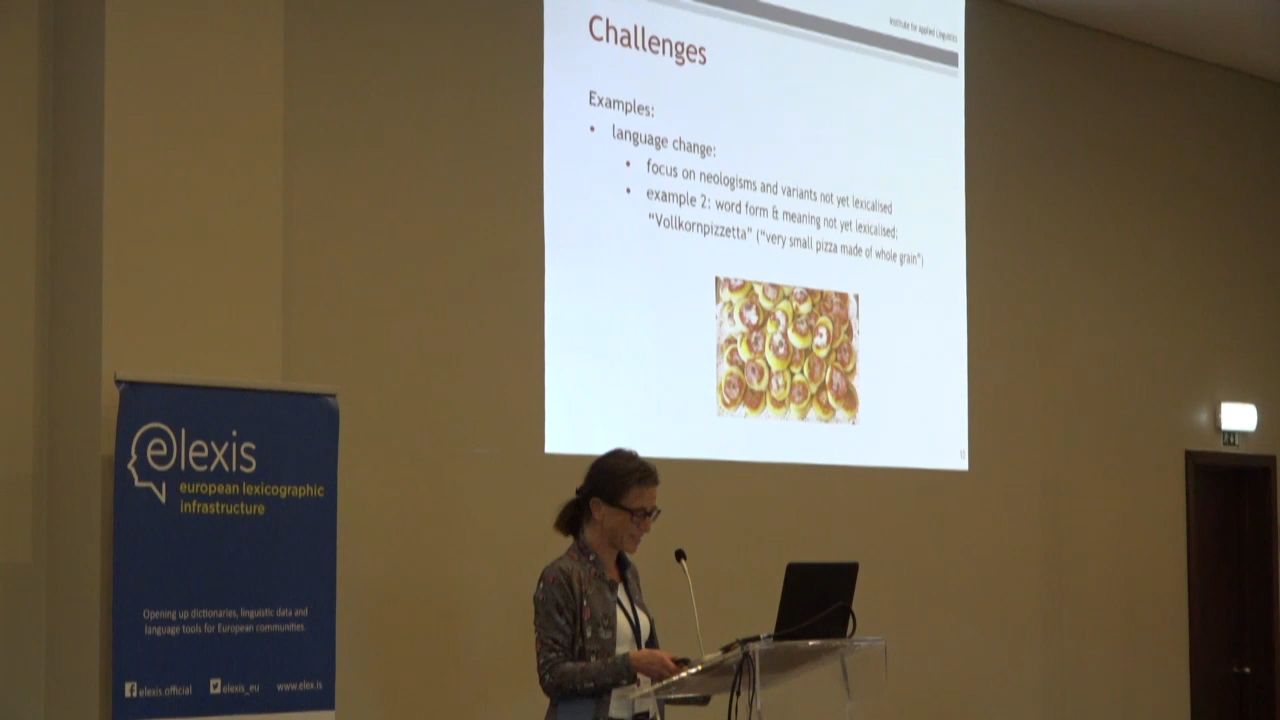 Institute for Applied Linguistics
Challenges
Examples:
• language change:
• focus on neologisms and variants not yet lexicalised
• example 2: word form & meaning not yet lexicalised;
“Vollkornpizzetta” (“very small pizza made of whole grain”)
elexis
european lexicographic
infrastructure
Opening up dictionaries, linguistic data and
language tools for European communities.
elexis.official elexis_eu www.elex.is